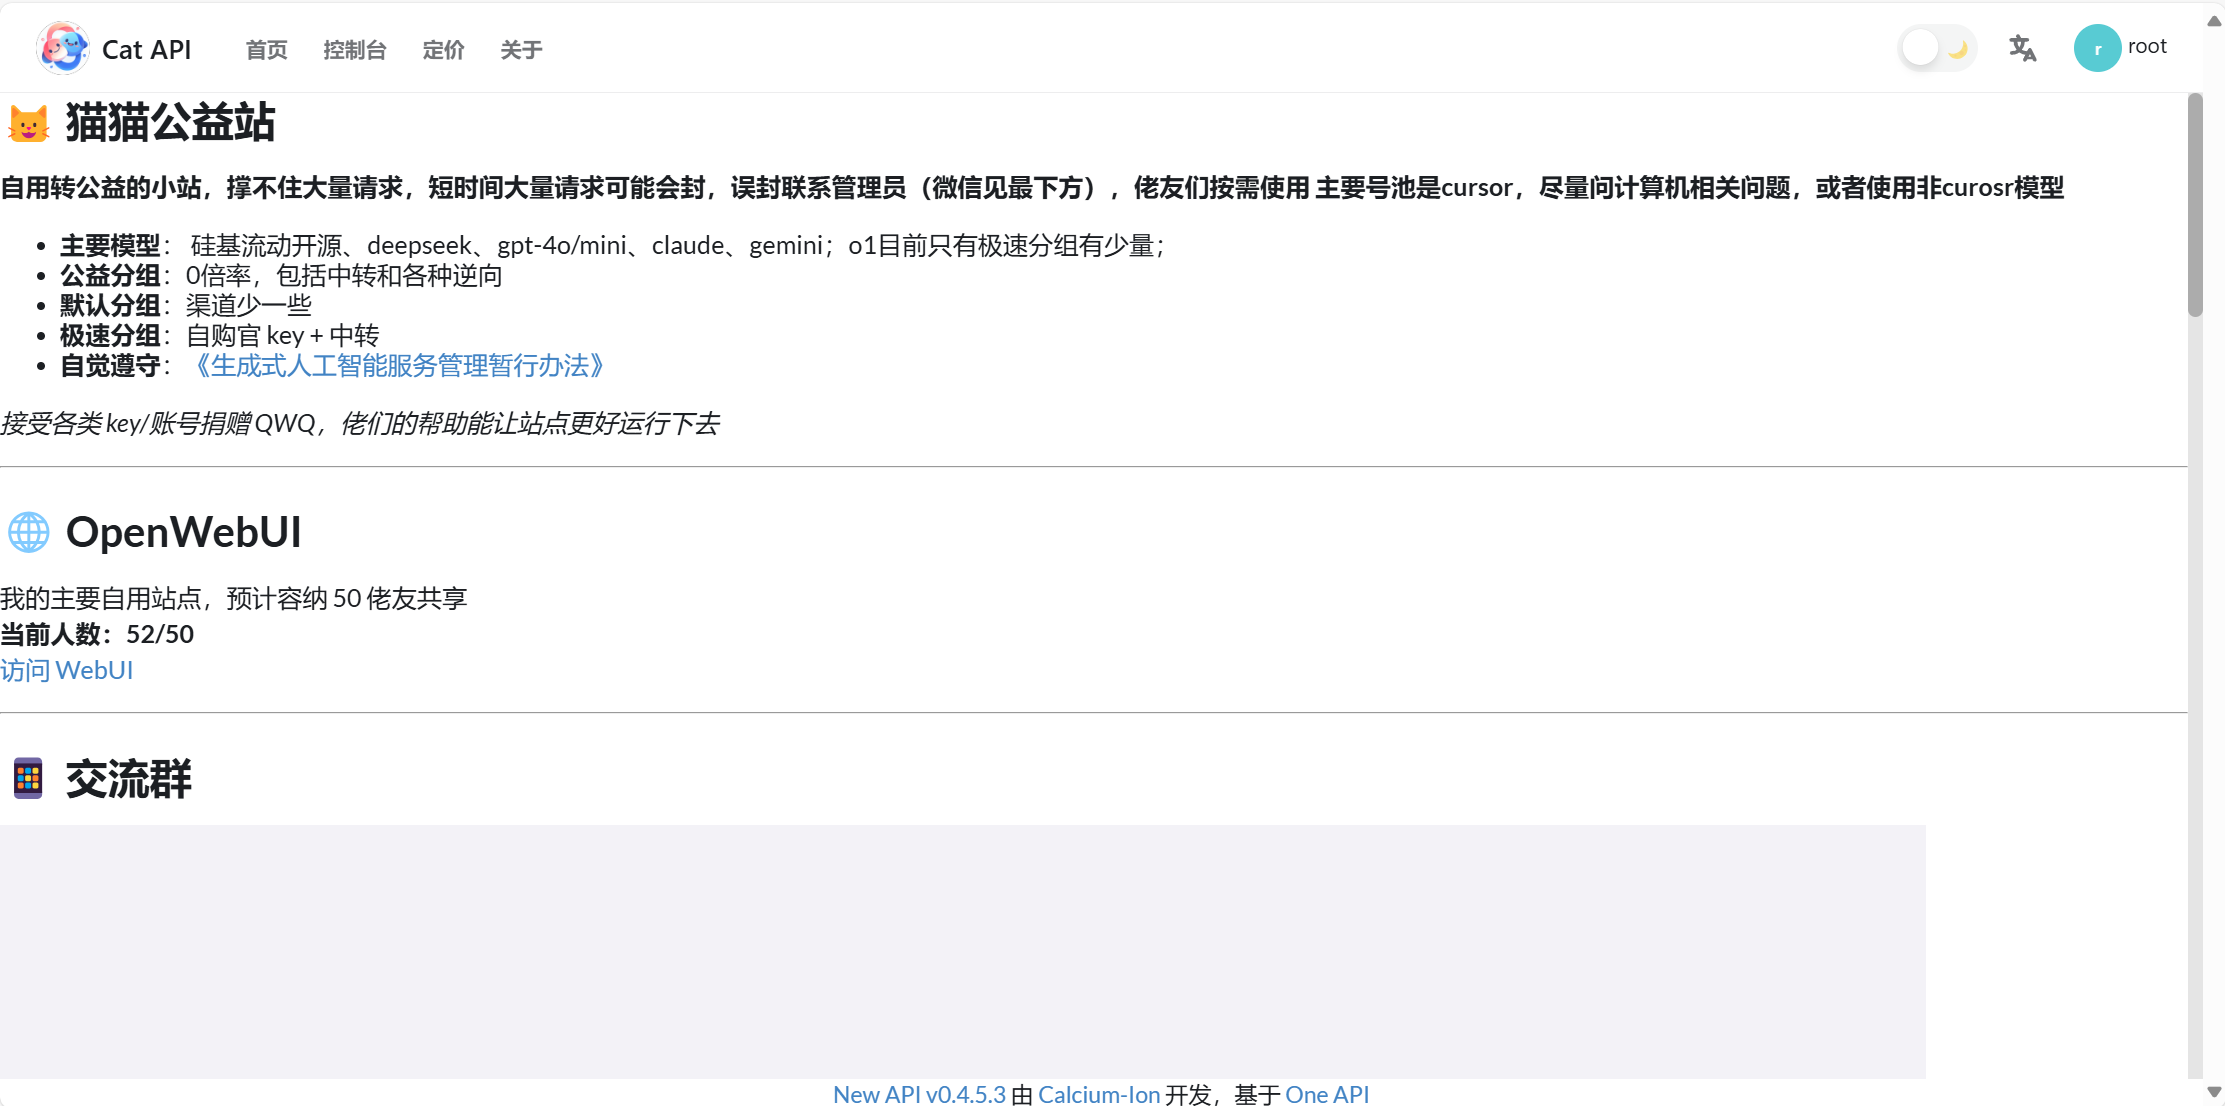 Cat API 首页 控制台 定价 关于 r root
猫猫公益站
自用转公益的小站，撑不住大量请求，短时间大量请求可能会封，误封联系管理员（微信见最下方），佬友们按需使用 主要号池是cursor，尽量问计算机相关问题，或者使用非curosr模型
主要模型： 硅基流动开源、deepseek、gpt-4o/mini、claude、gemini；o1目前只有极速分组有少量；
公益分组：0倍率，包括中转和各种逆向
默认分组：渠道少一些
极速分组：自购官 key + 中转
自觉遵守：《生成式人工智能服务管理暂行办法》
接受各类 key/账号捐赠 QWQ，佬们的帮助能让站点更好运行下去
OpenWebUI
我的主要自用站点，预计容纳 50 佬友共享
当前人数：52/50
访问 WebUI
交流群
New API v0.4.5.3 由 Calcium-Ion 开发，基于 One API